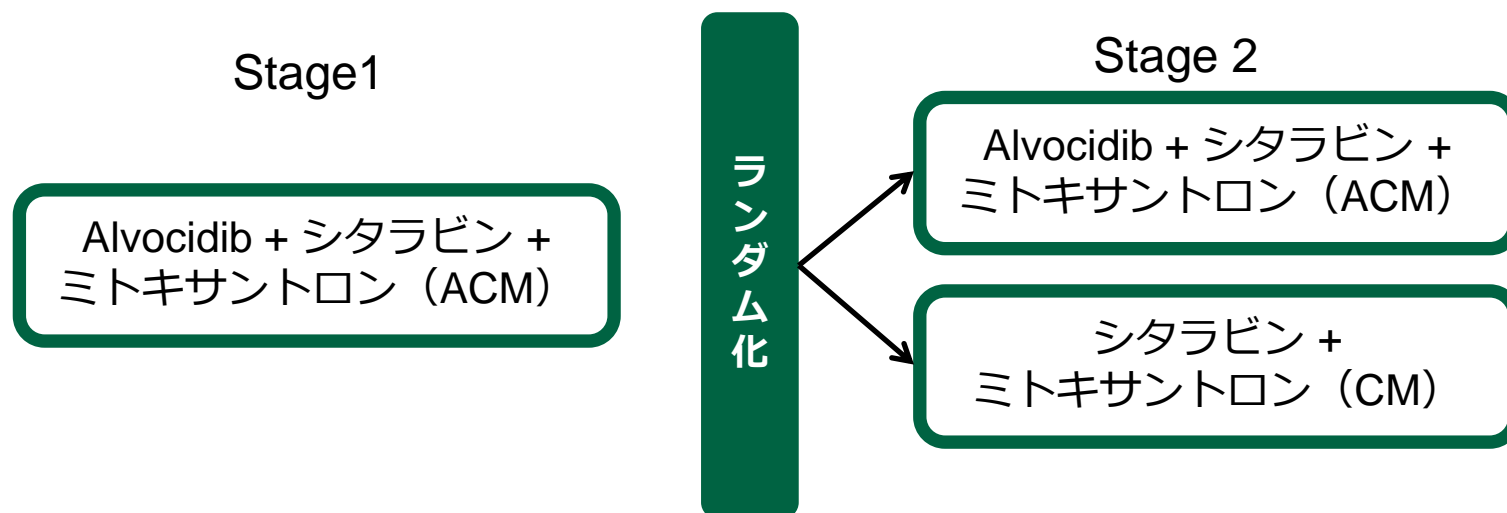 Stage1
Alvocidib + シタラビン +
ミトキサントロン（ACM）
ランダム化
Stage 2
Alvocidib + シタラビン +
ミトキサントロン（ACM）
シタラビン +
ミトキサントロン（CM）